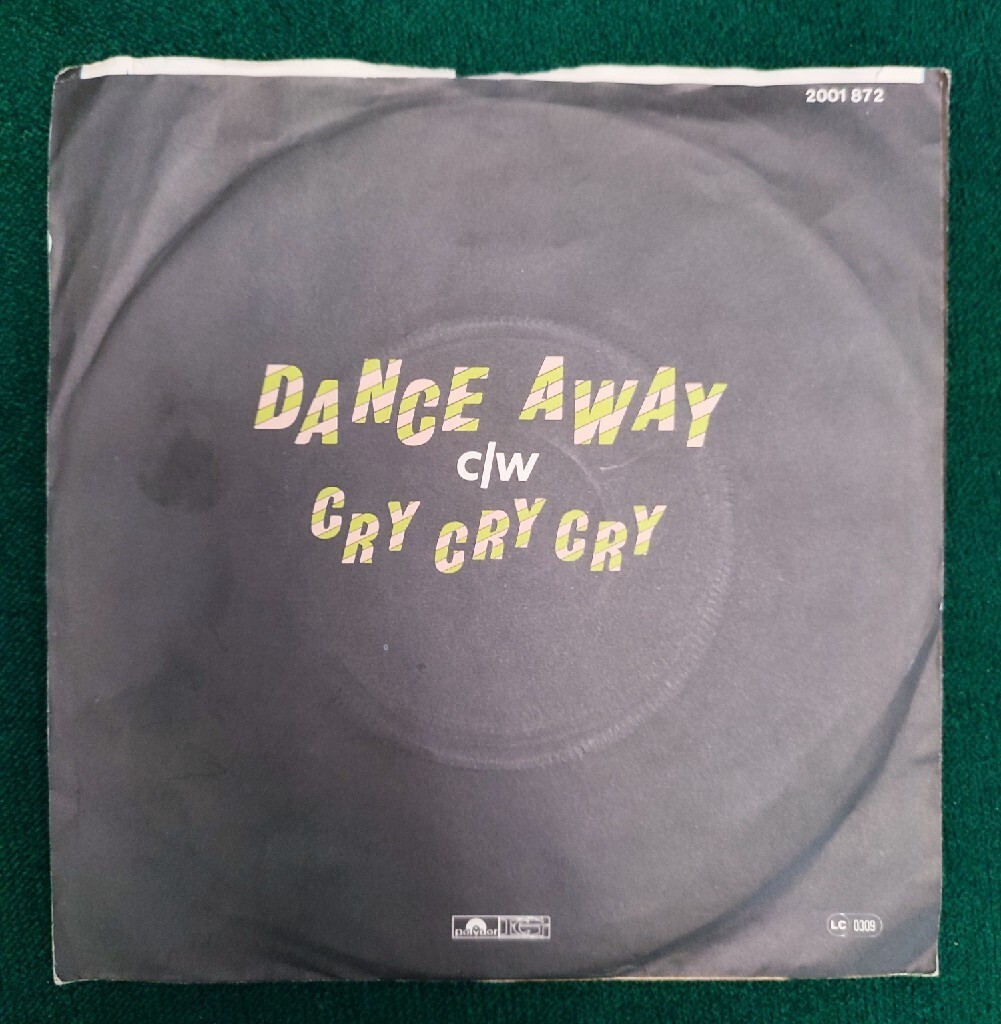 2001 872
DANCE AWAY
c/w
CRY CRY CRY
polydor
LC 0309